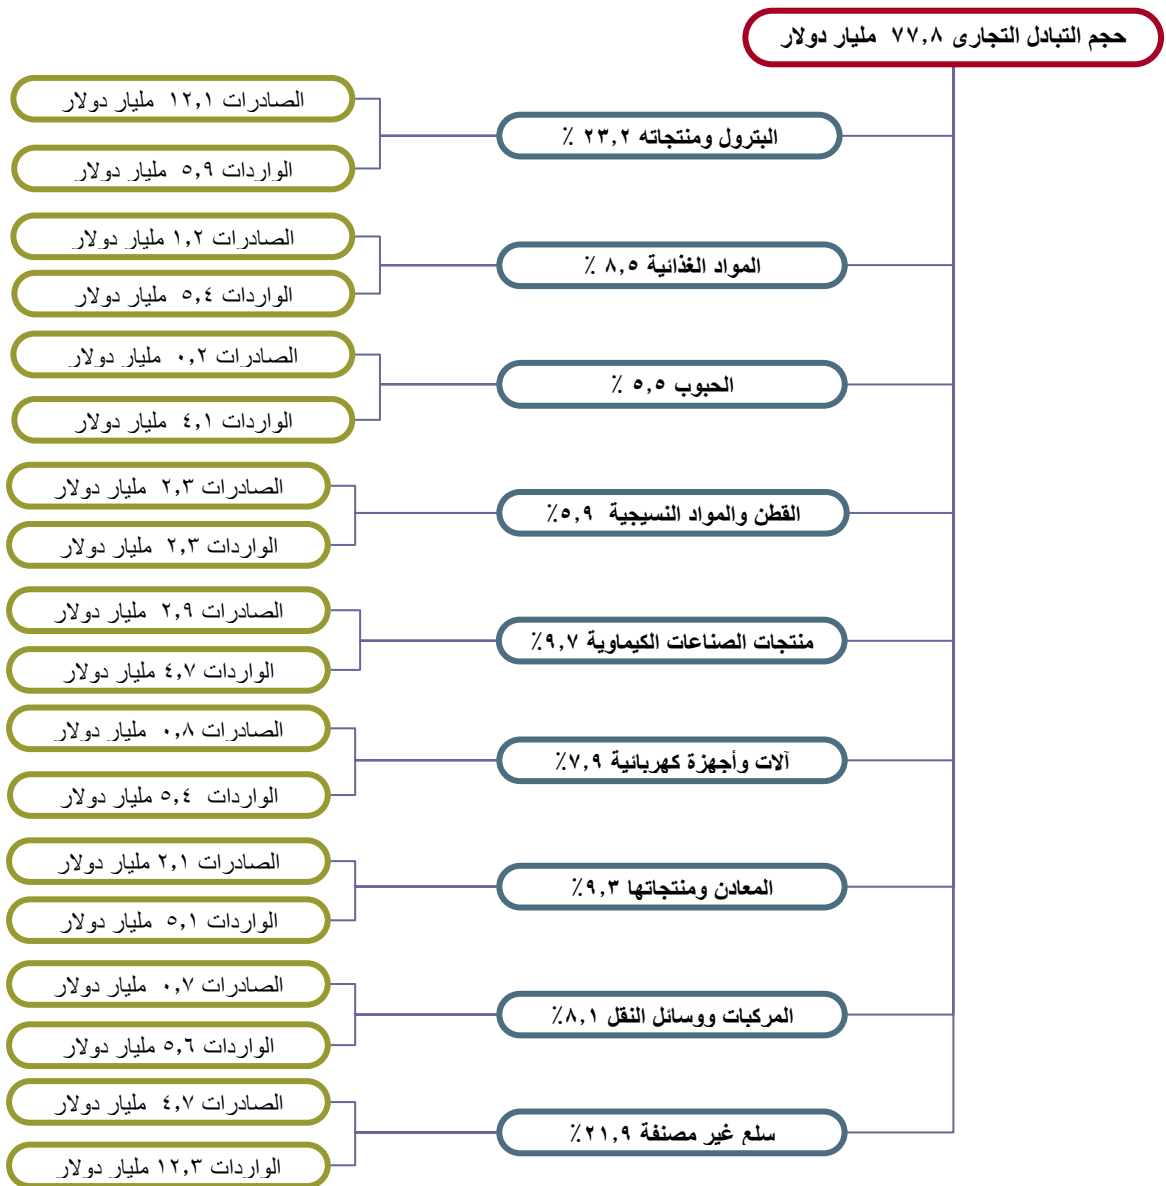 حجم التبادل التجارى ٧٧,٨ مليار دولار
البترول ومنتجاته ٢٣,٢ ٪
الصادرات ١٢,١ مليار دولار
الواردات ٥,٩ مليار دولار
المواد الغذائية ٨,٥ ٪
الصادرات ١,٢ مليار دولار
الواردات ٥,٤ مليار دولار
الحبوب ٥,٥ ٪
الصادرات ٠,٢ مليار دولار
الواردات ٤,١ مليار دولار
القطن والمواد النسيجية ٥,٩٪
الصادرات ٢,٣ مليار دولار
الواردات ٢,٣ مليار دولار
منتجات الصناعات الكيماوية ٩,٧٪
الصادرات ٢,٩ مليار دولار
الواردات ٤,٧ مليار دولار
آلات وأجهزة كهربائية ٧,٩٪
الصادرات ٠,٨ مليار دولار
الواردات ٥,٤ مليار دولار
المعادن ومنتجاتها ٩,٣٪
الصادرات ٢,١ مليار دولار
الواردات ٥,١ مليار دولار
المركبات ووسائل النقل ٨,١٪
الصادرات ٠,٧ مليار دولار
الواردات ٥,٦ مليار دولار
سلع غير مصنفة ٢١,٩٪
الصادرات ٤,٧ مليار دولار
الواردات ١٢,٣ مليار دولار